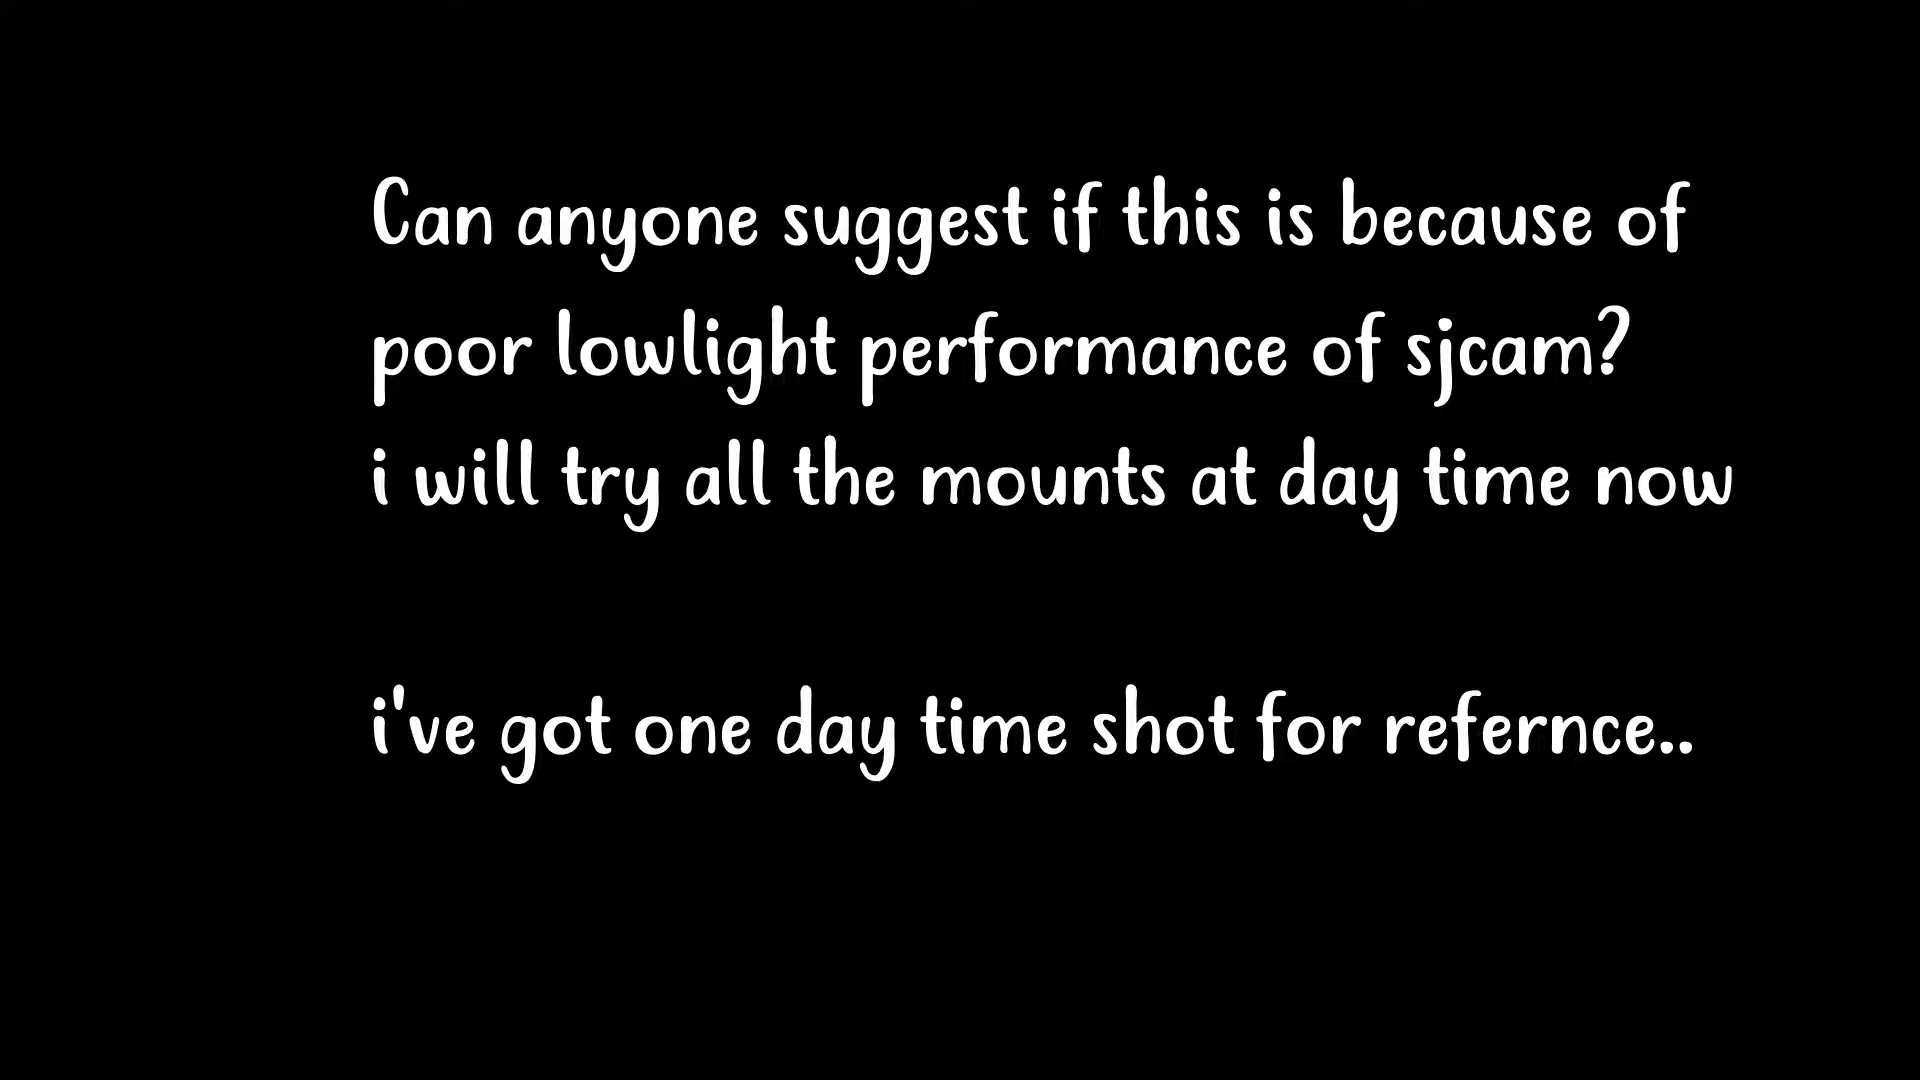 Can anyone suggest if this is because of
poor lowlight performance of sjcam?
i will try all the mounts at day time now
i've got one day time shot for refernce..